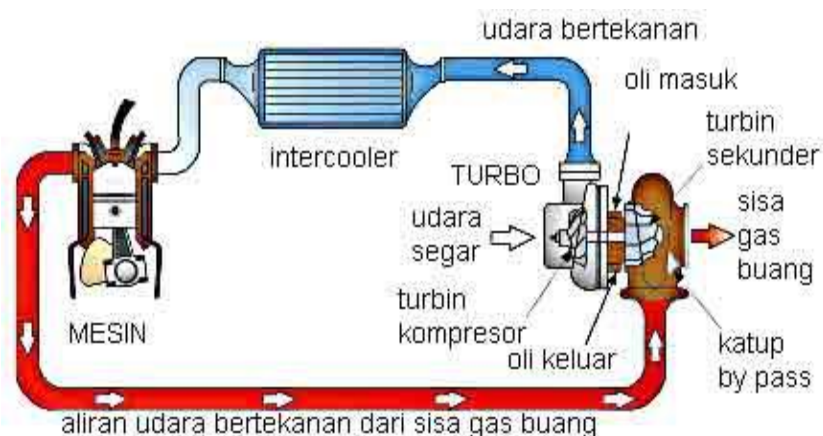 udara bertekanan
oli masuk
turbin
sekunder
intercooler
TURBO
sisa
gas
buang
udara
segar
turbin
kompresor
MESIN
oli keluar
katup
by pass
aliran udara bertekanan dari sisa gas buang